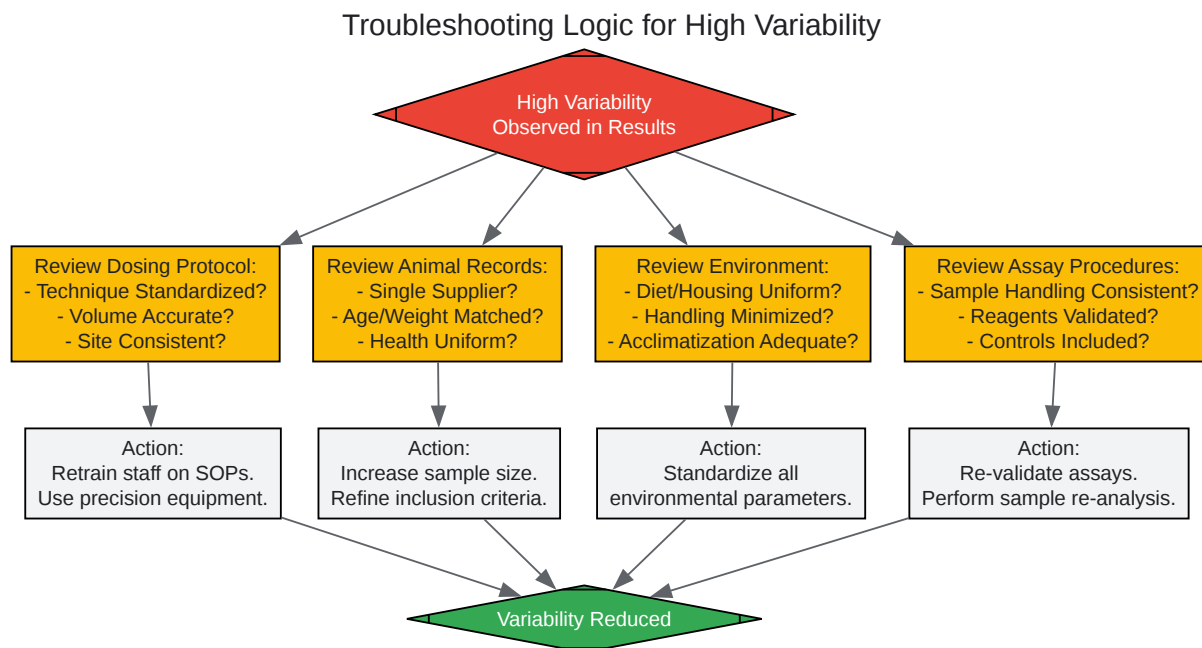 Troubleshooting Logic for High Variability
High Variability
Observed in Results
Review Dosing Protocol:
- Technique Standardized?
- Volume Accurate?
- Site Consistent?
Review Animal Records:
- Single Supplier?
- Age/Weight Matched?
- Health Uniform?
Review Environment:
- Diet/Housing Uniform?
- Handling Minimized?
- Acclimatization Adequate?
Review Assay Procedures:
- Sample Handling Consistent?
- Reagents Validated?
- Controls Included?
Action:
Retrain staff on SOPs.
Use precision equipment.
Action:
Increase sample size.
Refine inclusion criteria.
Action:
Standardize all
environmental parameters.
Action:
Re-validate assays.
Perform sample re-analysis.
Variability Reduced